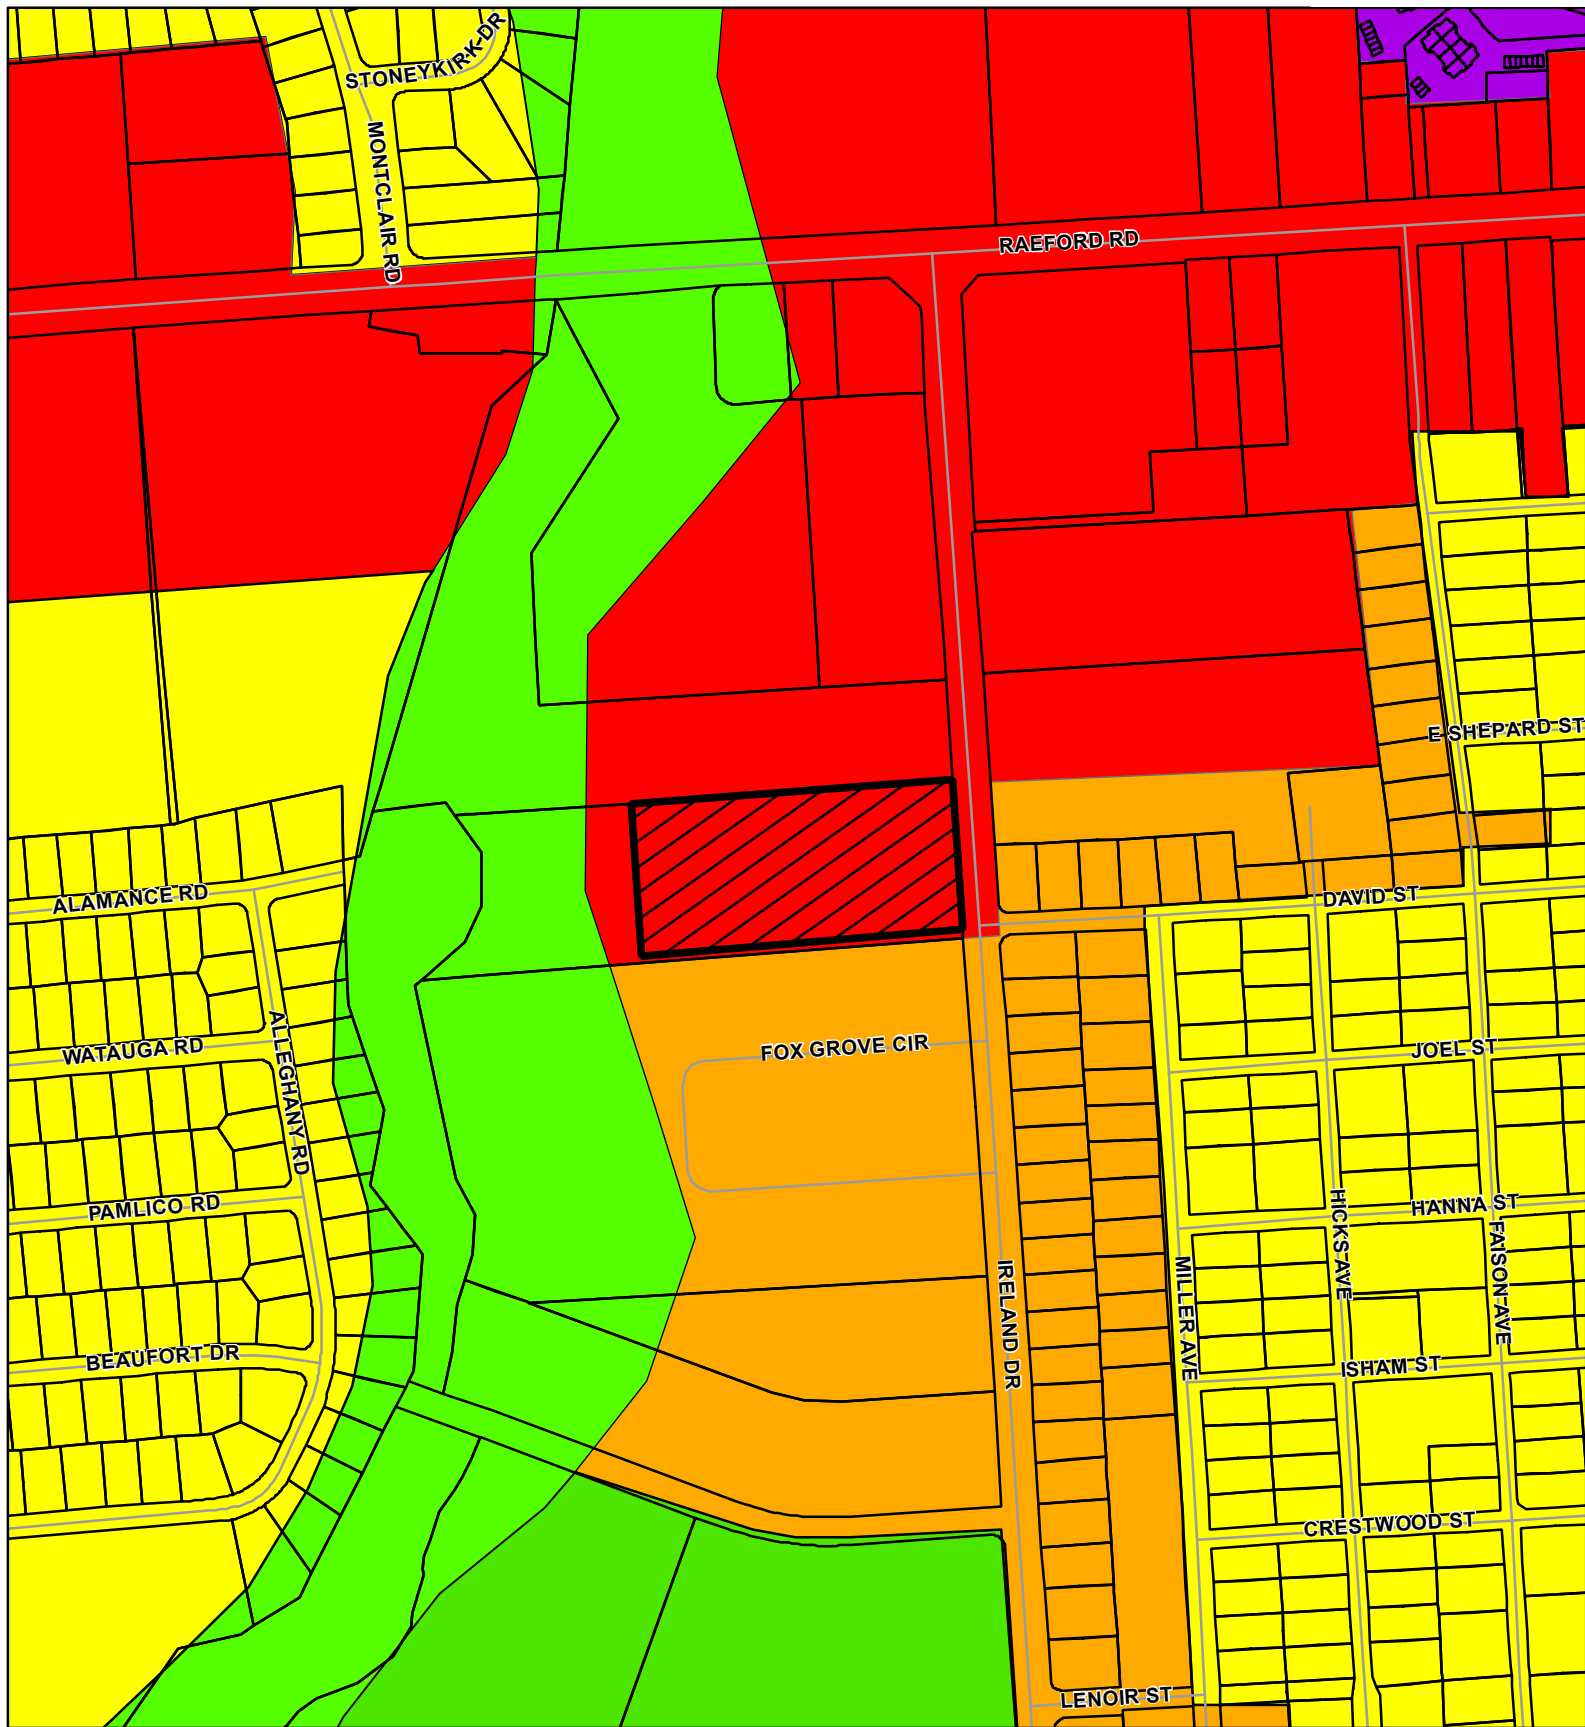 STONEYKIRK DR
MONTCLAIR RD
RAEFORD RD
E SHEPARD ST
ALAMANCE RD
DAVID ST
WATAUGA RD
FOX GROVE CIR
JOEL ST
ALLEGHANY RD
PAMLICO RD
HANNA ST
HICKS AVE
FAISON AVE
IRELAND DR
MILLER AVE
BEAUFORT DR
ISHAM ST
CRESTWOOD ST
LENOIR ST